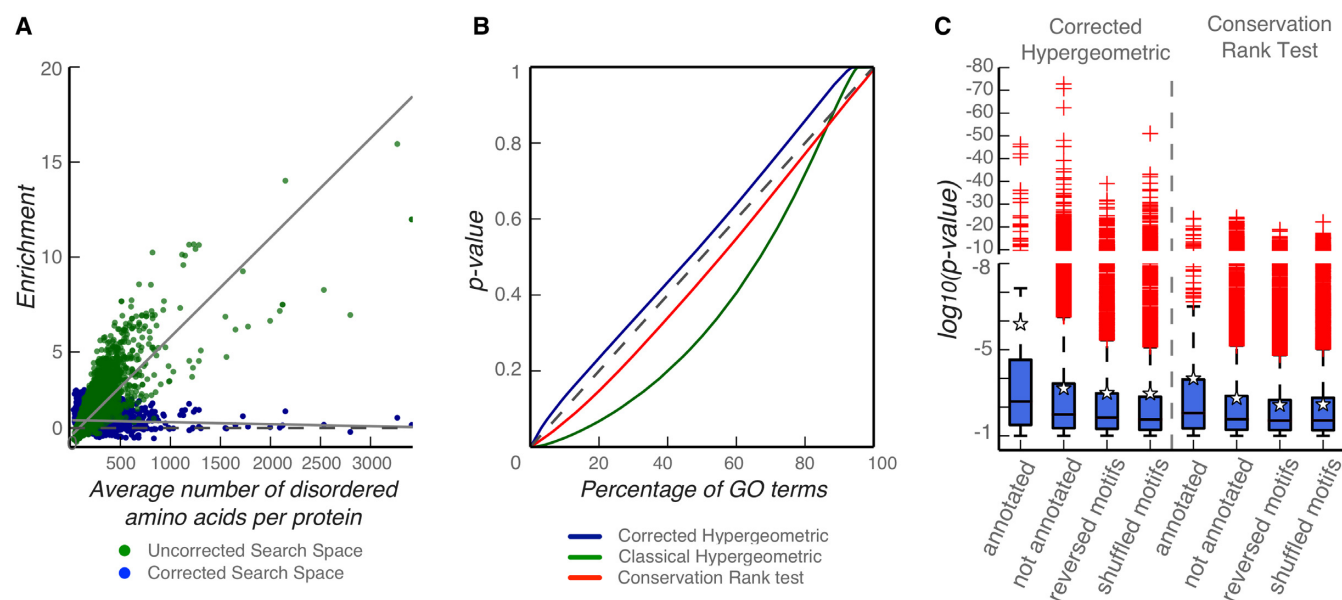 A
20
15
10
5
0
Enrichment
500 1000 1500 2000 2500 3000
Average number of disordered
amino acids per protein
Uncorrected Search Space
Corrected Search Space
B
1
0.8
0.6
0.4
0.2
p-value
0 20 40 60 80 100
Percentage of GO terms
Corrected Hypergeometric
Classical Hypergeometric
Conservation Rank test
C
Corrected
Hypergeometric
Conservation
Rank Test
-80
-70
-60
-50
-40
-30
-20
-10
-8
-5
-1
log10(p-value)
annotated
not annotated
reversed motifs
shuffled motifs
annotated
not annotated
reversed motifs
shuffled motifs